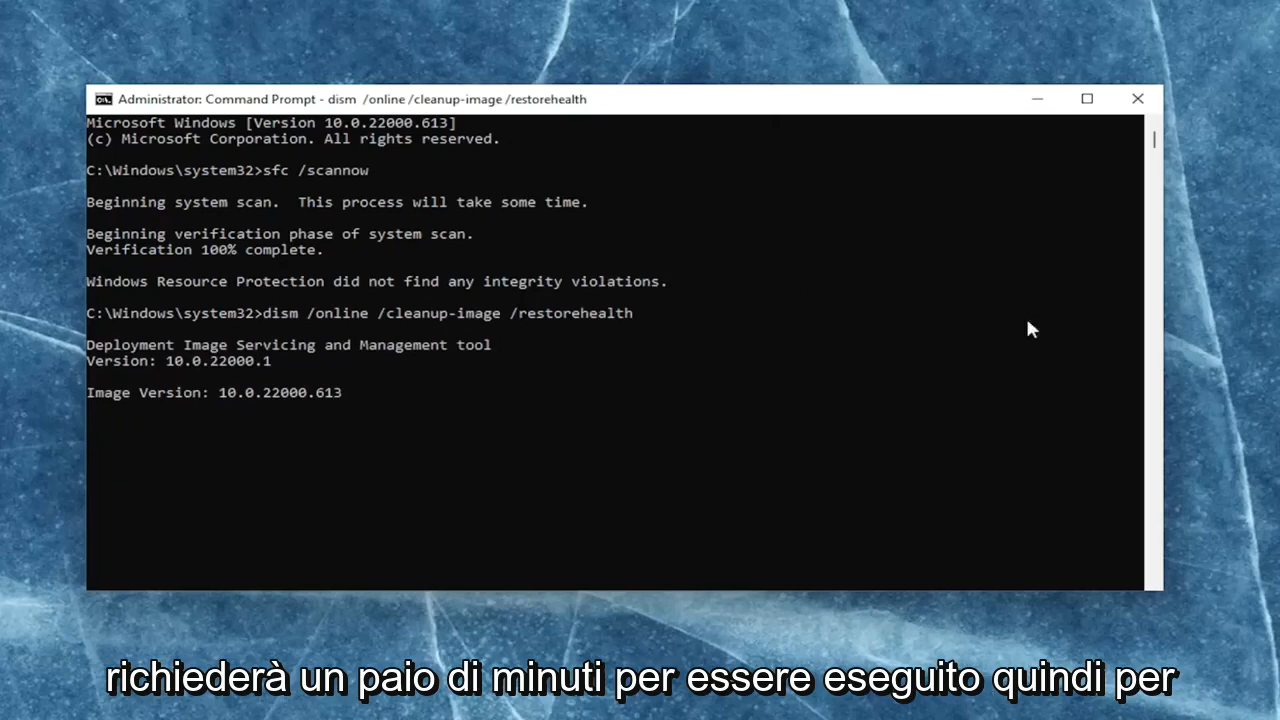 Administrator: Command Prompt - dism  /online /cleanup-image /restorehealth
Microsoft Windows [Version 10.0.22000.613]
(c) Microsoft Corporation. All rights reserved.
C:\Windows\system32>sfc /scannow
Beginning system scan.  This process will take some time.
Beginning verification phase of system scan.
Verification 100% complete.
Windows Resource Protection did not find any integrity violations.
C:\Windows\system32>dism /online /cleanup-image /restorehealth
Deployment Image Servicing and Management tool
Version: 10.0.22000.1
Image Version: 10.0.22000.613
richiederà un paio di minuti per essere eseguito quindi per